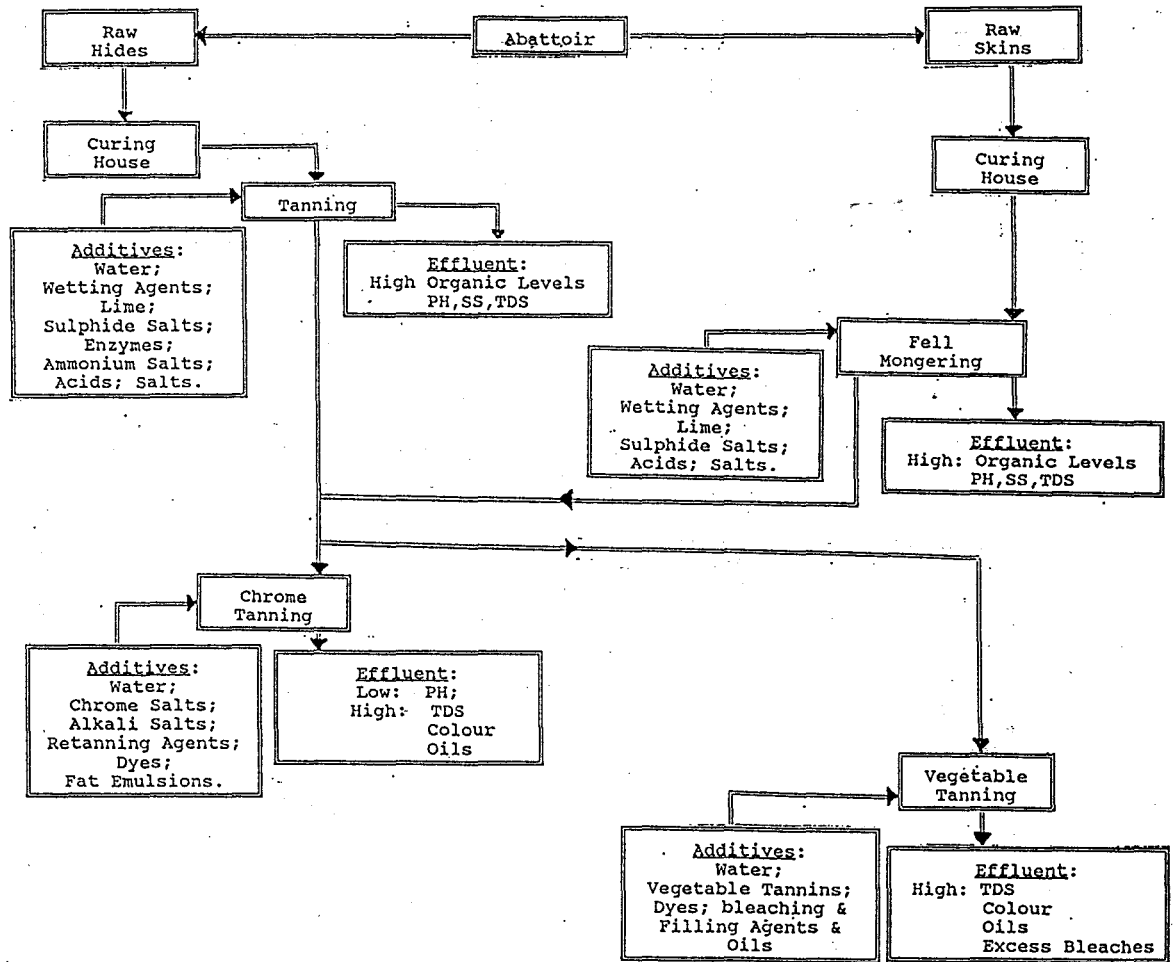 Raw
Hides
Abattoir
Raw
Skins
Curing
House
Curing
House
Tanning
Additives:
Water;
Wetting Agents;
Lime;
Sulphide Salts;
Enzymes;
Ammonium Salts;
Acids; Salts.
Effluent:
High Organic Levels
PH,SS,TDS
Fell
Mongering
Additives:
Water;
Wetting Agents;
Lime;
Sulphide Salts;
Acids; Salts.
Effluent:
High: Organic Levels
PH,SS,TDS
Chrome
Tanning
Additives:
Water;
Chrome Salts;
Alkali Salts;
Retanning Agents;
Dyes;
Fat Emulsions.
Effluent:
Low: PH;
High: TDS
Colour
Oils
Vegetable
Tanning
Additives:
Water;
Vegetable Tannins;
Dyes; bleaching &
Filling Agents &
Oils
Effluent:
High: TDS
Colour
Oils
Excess Bleaches